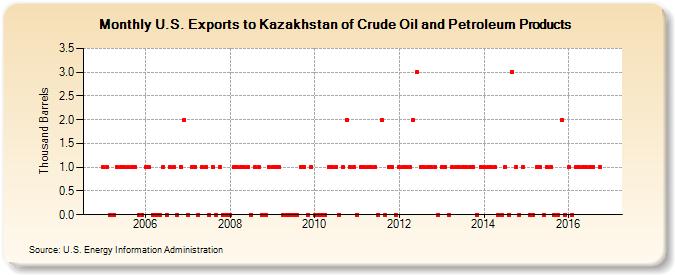 Monthly U.S. Exports to Kazakhstan of Crude Oil and Petroleum Products
Thousand Barrels
3.5
3.0
2.5
2.0
1.5
1.0
0.5
0.0
2006 2008 2010 2012 2014 2016
Source: U.S. Energy Information Administration